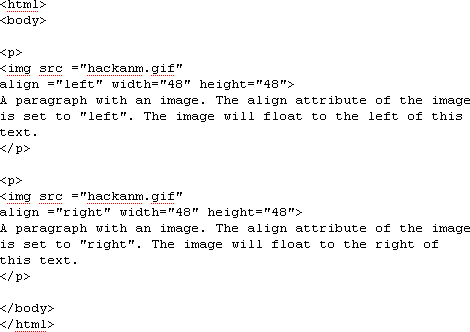 <html>
<body>
<p>
<img src ="hackanm.gif"
align ="left" width="48" height="48">
A paragraph with an image. The align attribute of the image
is set to "left". The image will float to the left of this
text.
</p>
<p>
<img src ="hackanm.gif"
align ="right" width="48" height="48">
A paragraph with an image. The align attribute of the image
is set to "right". The image will float to the right of
this text.
</p>
</body>
</html>